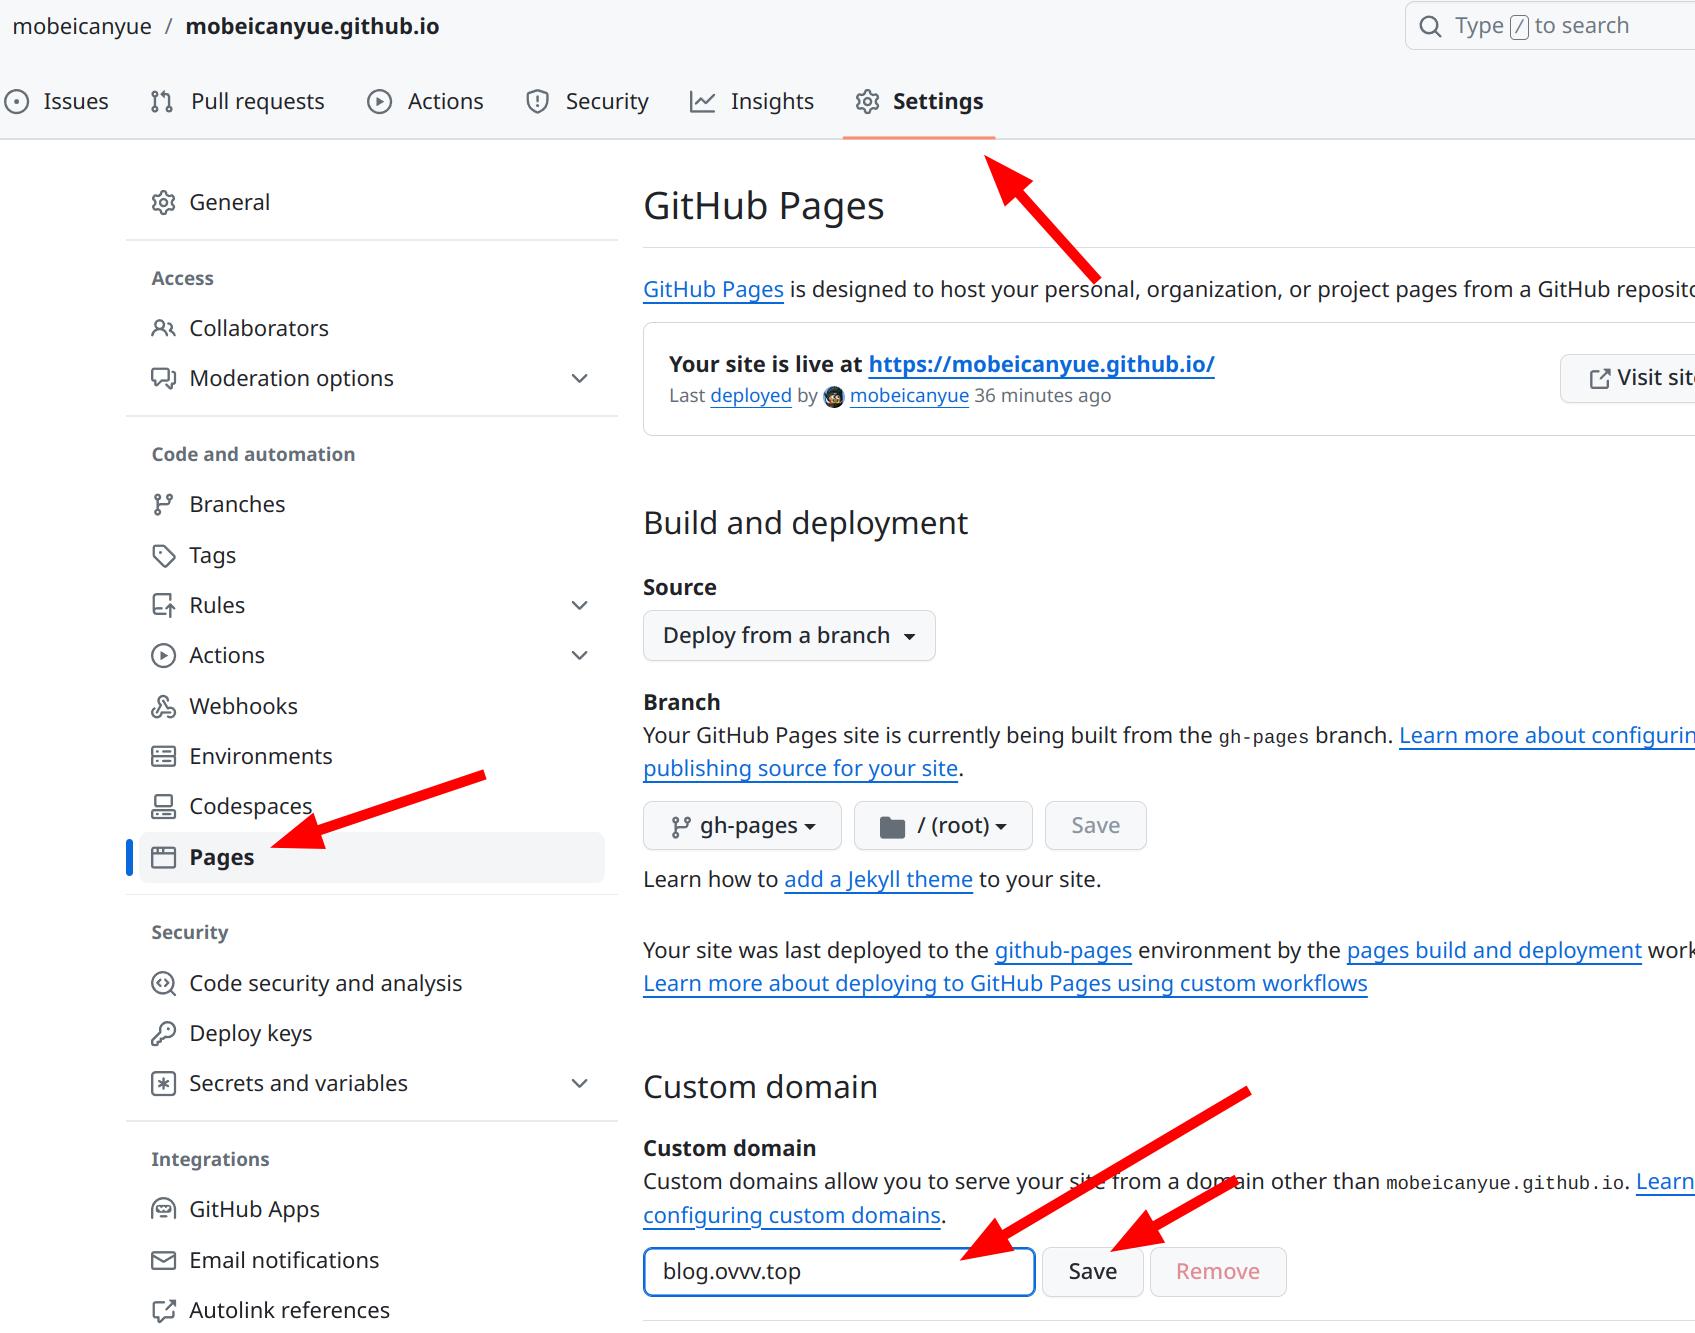 mobeicanyue / mobeicanyue.github.io
Type / to search
Issues
Pull requests
Actions
Security
Insights
Settings
General
Access
Collaborators
Moderation options
Code and automation
Branches
Tags
Rules
Actions
Webhooks
Environments
Codespaces
Pages
Security
Code security and analysis
Deploy keys
Secrets and variables
Integrations
GitHub Apps
Email notifications
Autolink references
GitHub Pages
GitHub Pages is designed to host your personal, organization, or project pages from a GitHub
Your site is live at https://mobeicanyue.github.io/
Last deployed by mobeicanyue 36 minutes ago
Visit
Build and deployment
Source
Deploy from a branch
Branch
Your GitHub Pages site is currently being built from the gh-pages branch. Learn more about
publishing source for your site.
gh-pages
/ (root)
Save
Learn how to add a Jekyll theme to your site.
Your site was last deployed to the github-pages environment by the pages build and deployment
Learn more about deploying to GitHub Pages using custom workflows
Custom domain
Custom domain
Custom domains allow you to serve your site from a domain other than mobeicanyue.github.io. Learn
configuring custom domains.
blog.ovvv.top
Save
Remove